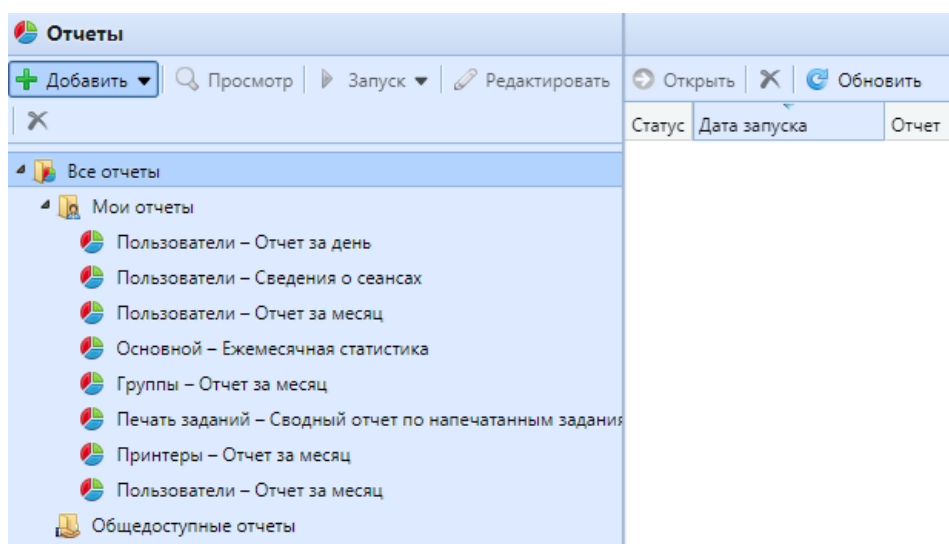 Отчеты
Добавить Просмотр Запуск Редактировать
Открыть Обновить
Статус Дата запуска Отчет
Все отчеты
Мои отчеты
Пользователи – Отчет за день
Пользователи – Сведения о сеансах
Пользователи – Отчет за месяц
Основной – Ежемесячная статистика
Группы – Отчет за месяц
Печать заданий – Сводный отчет по напечатанным задания
Принтеры – Отчет за месяц
Пользователи – Отчет за месяц
Общедоступные отчеты